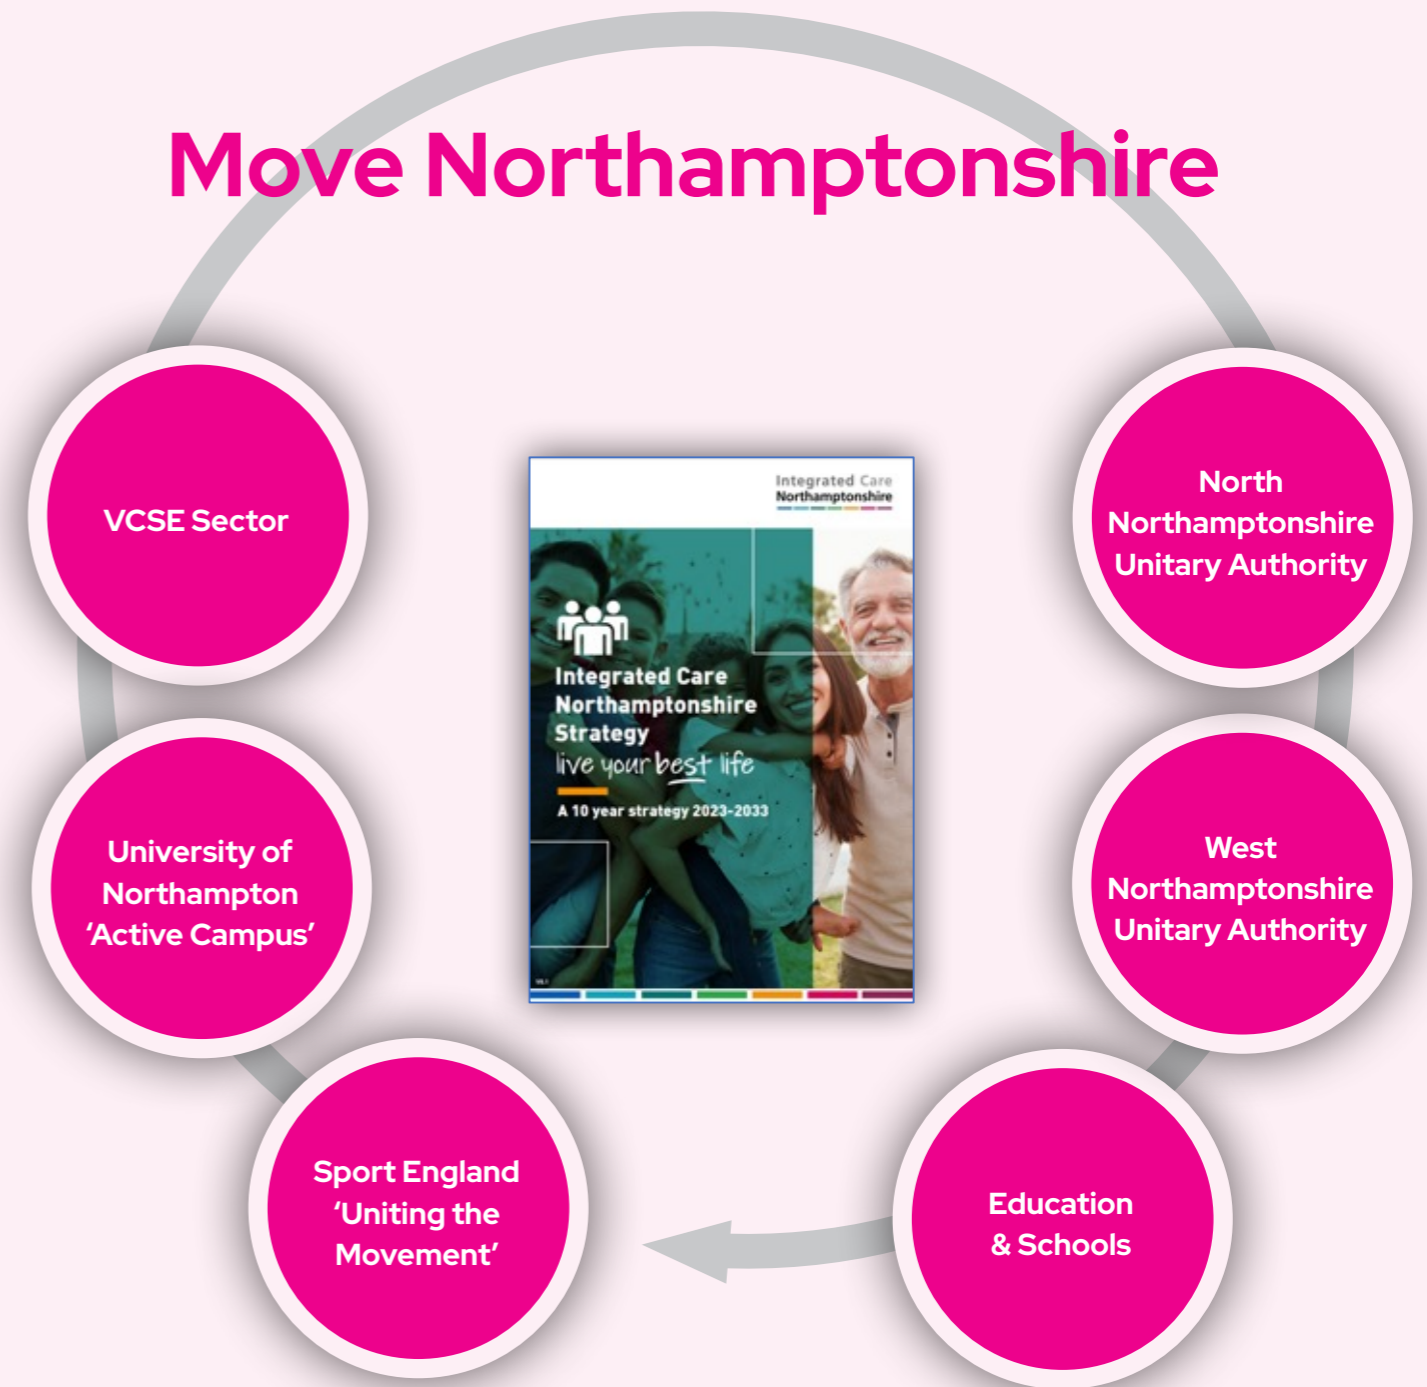 Move Northamptonshire
VCSE Sector
North
Northamptonshire
Unitary Authority
Integrated Care
Northamptonshire
Integrated Care
Northamptonshire
Strategy
live your best life
A 10 year strategy 2023-2033
University of
Northampton
‘Active Campus’
West
Northamptonshire
Unitary Authority
Sport England
‘Uniting the
Movement’
Education
& Schools